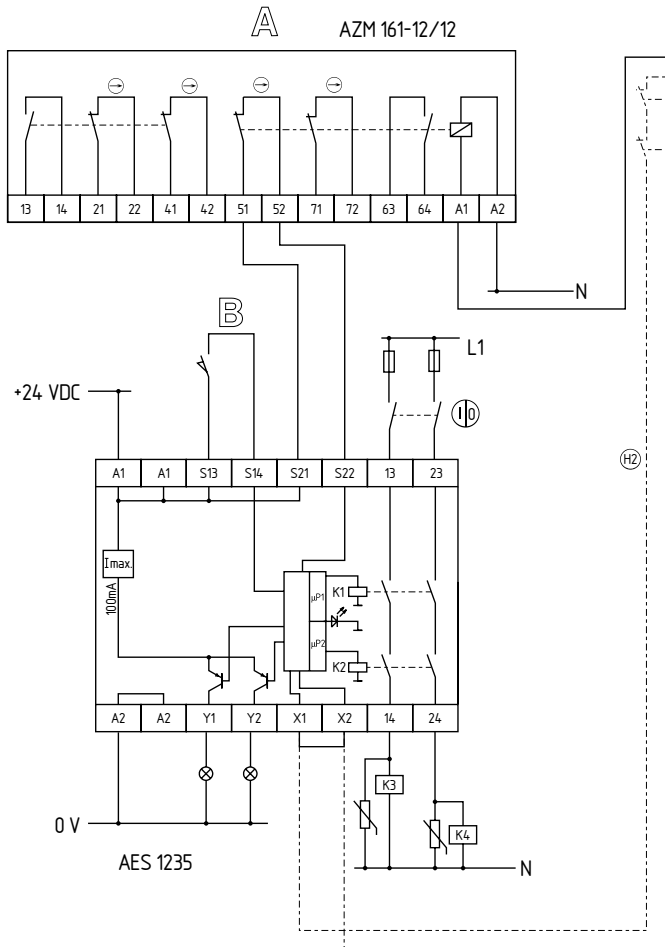 A
AZM 161-12/12
13 14 21 22 41 42 51 52 71 72 63 64 A1 A2
N
B
L1
+24 VDC
I 0
A1 A1 S13 S14 S21 S22 13 23
H2
Imax.
100mA
µP1
K1
µP2
K2
A2 A2 Y1 Y2 X1 X2 14 24
K3
0 V
K4
AES 1235
N